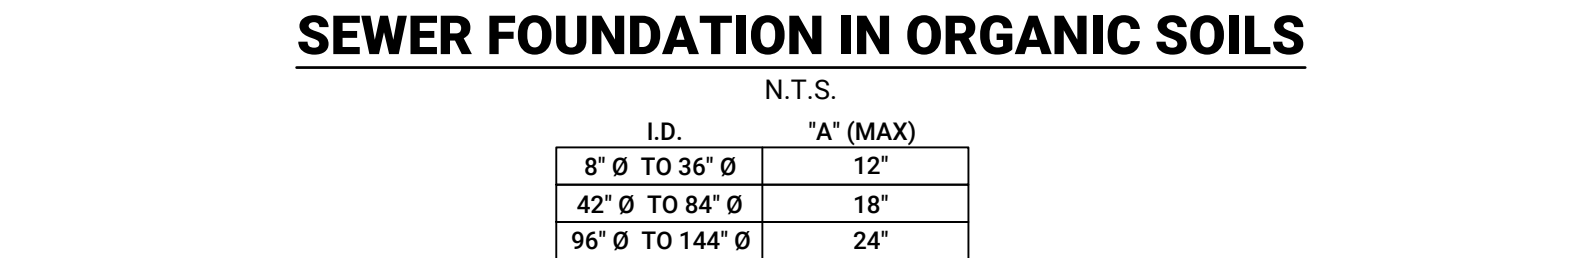 SEWER FOUNDATION IN ORGANIC SOILS
N.T.S.
I.D. "A" (MAX)
8" Ø TO 36" Ø 12"
42" Ø TO 84" Ø 18"
96" Ø TO 144" Ø 24"